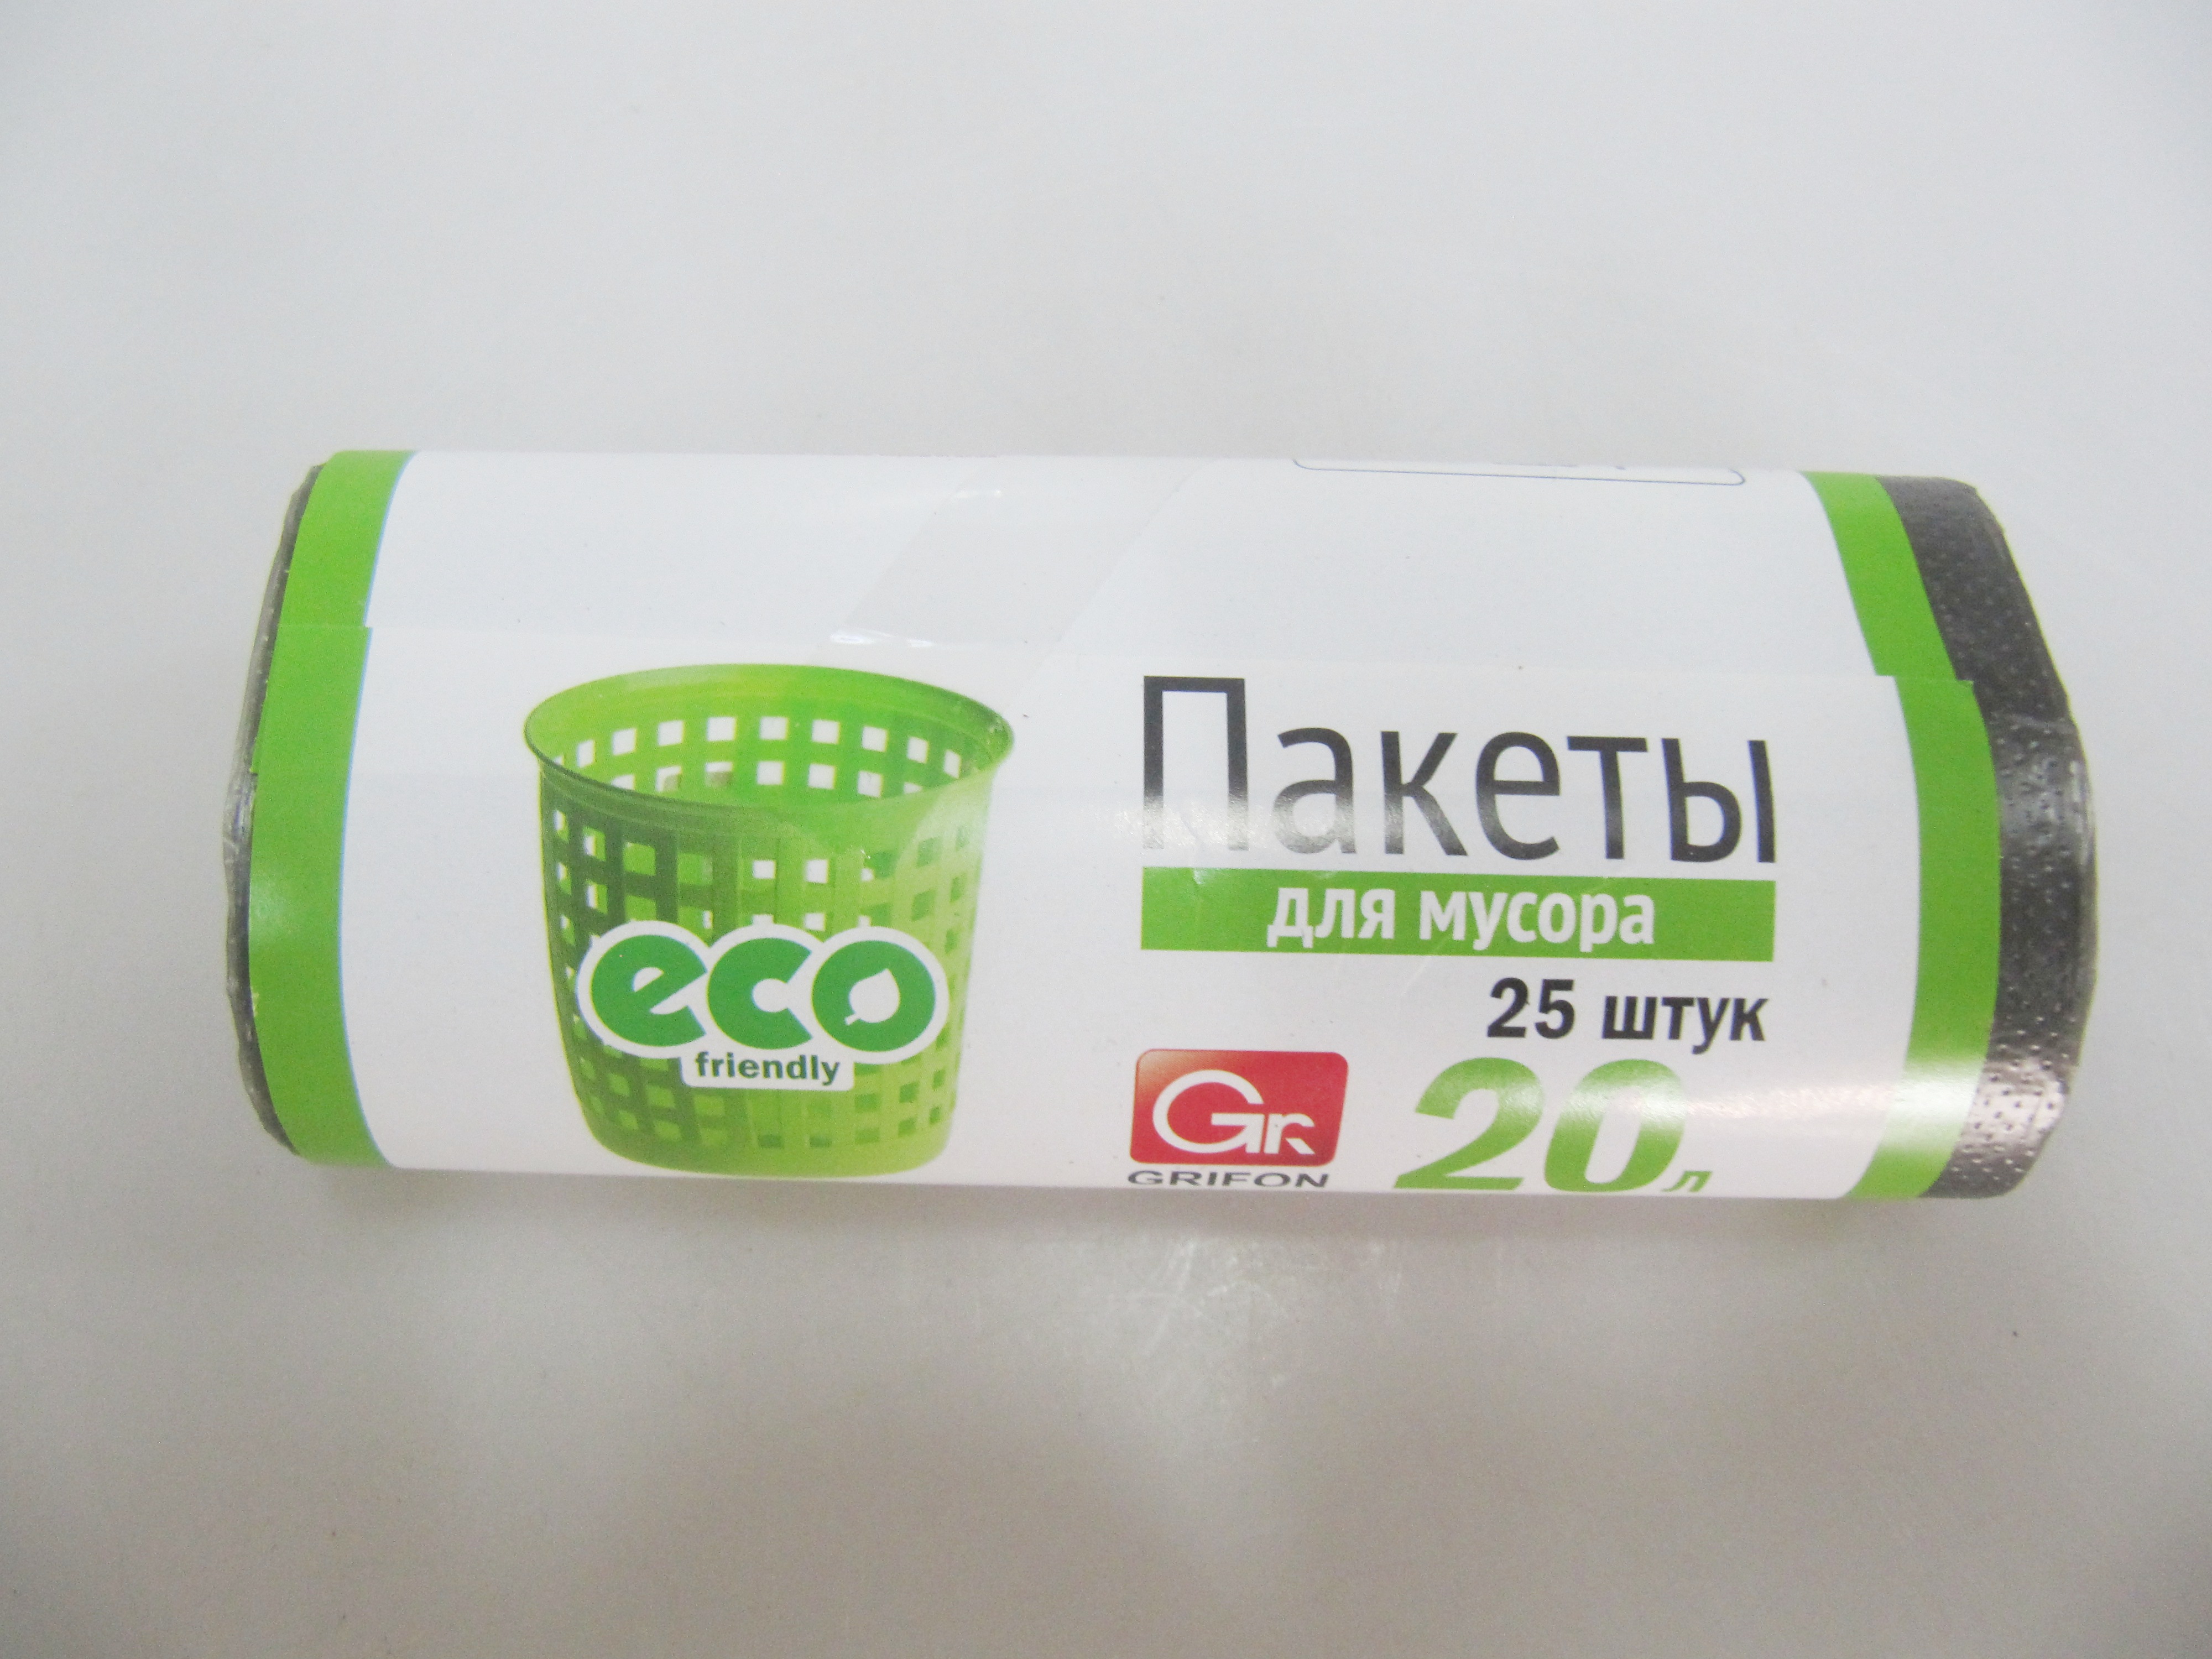 eco
friendly
Пакеты
для мусора
25 штук
Gr
GRIFON
20л